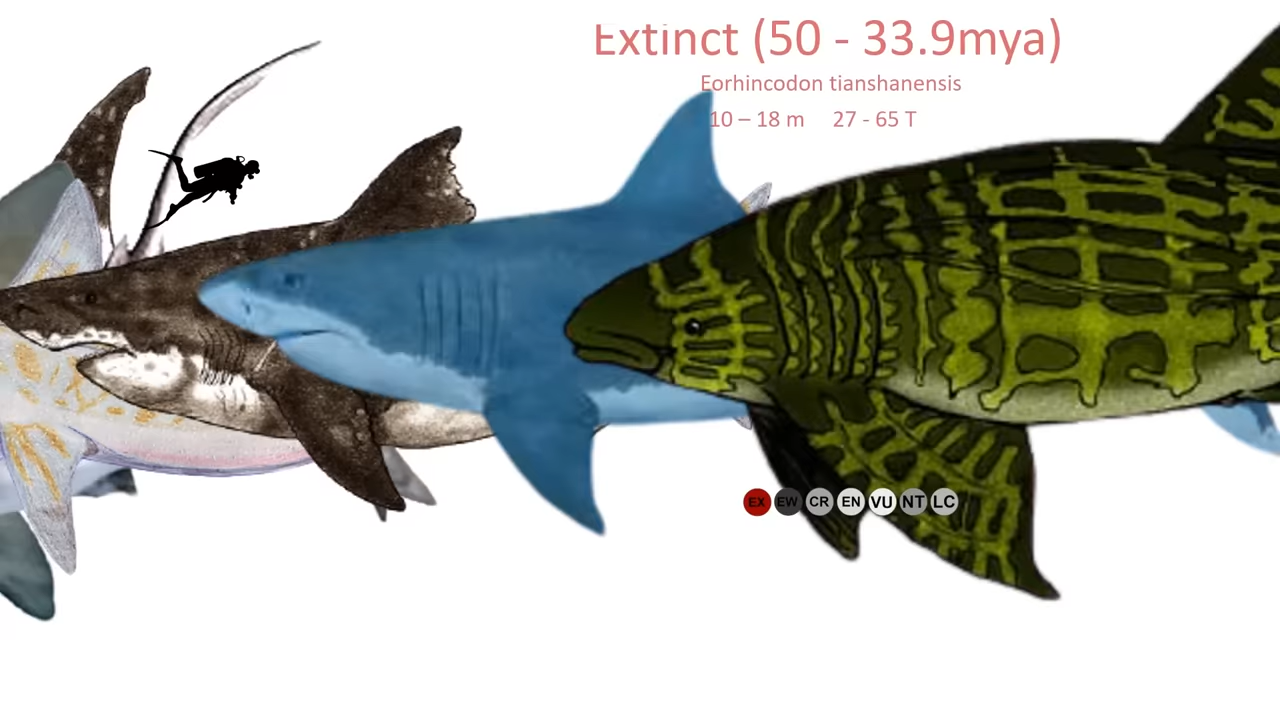 Extinct (50 - 33.9mya)
Eorhincodon tianshanensis
10 – 18 m 27 - 65 T
EX EW CR EN VU NT LC